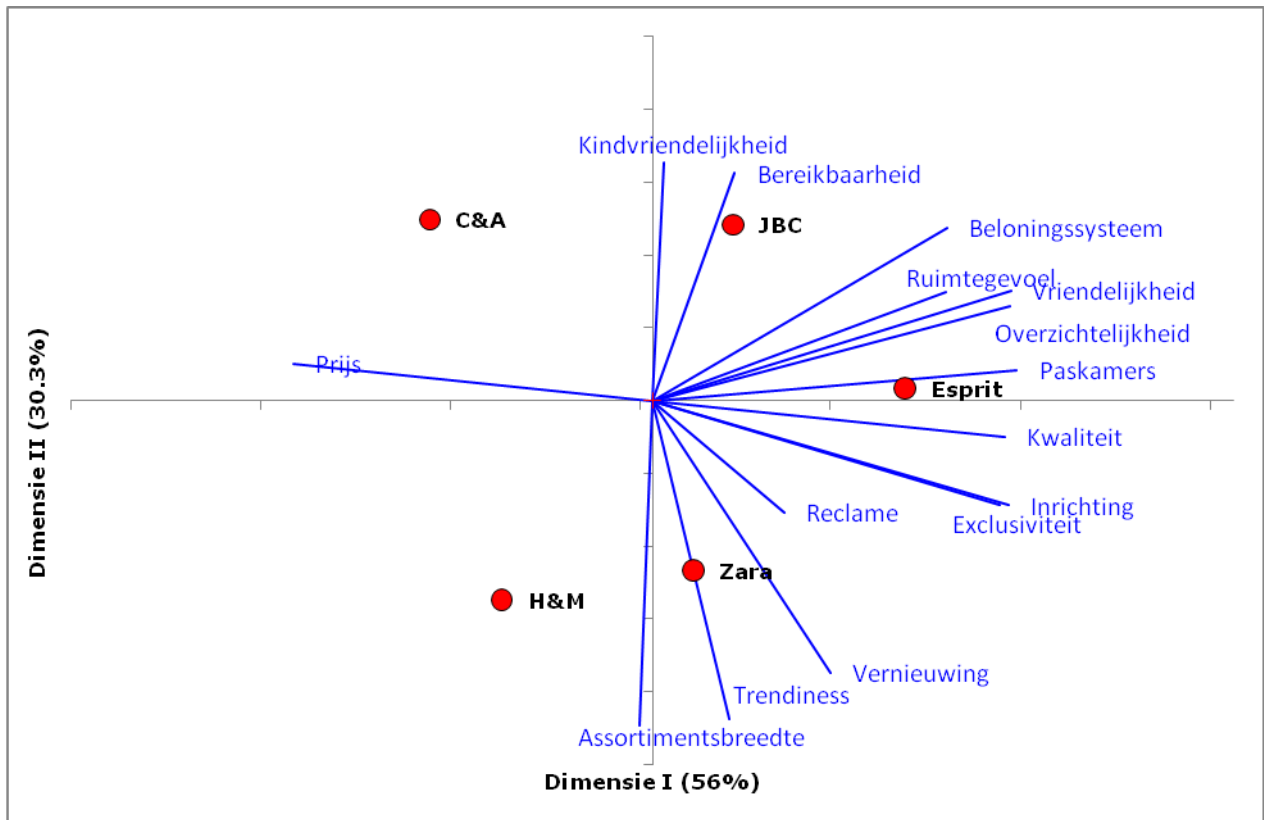 Kindvriendelijkheid
Bereikbaarheid
C&A
JBC
Beloningssysteem
Ruimtegevoel
Vriendelijkheid
Overzichtelijkheid
Prijs
Paskamers
Esprit
Kwaliteit
Inrichting
Reclame
Exclusiviteit
Zara
H&M
Vernieuwing
Trendiness
Assortimentsbreedte
Dimensie I (56%)
Dimensie II (30.3%)